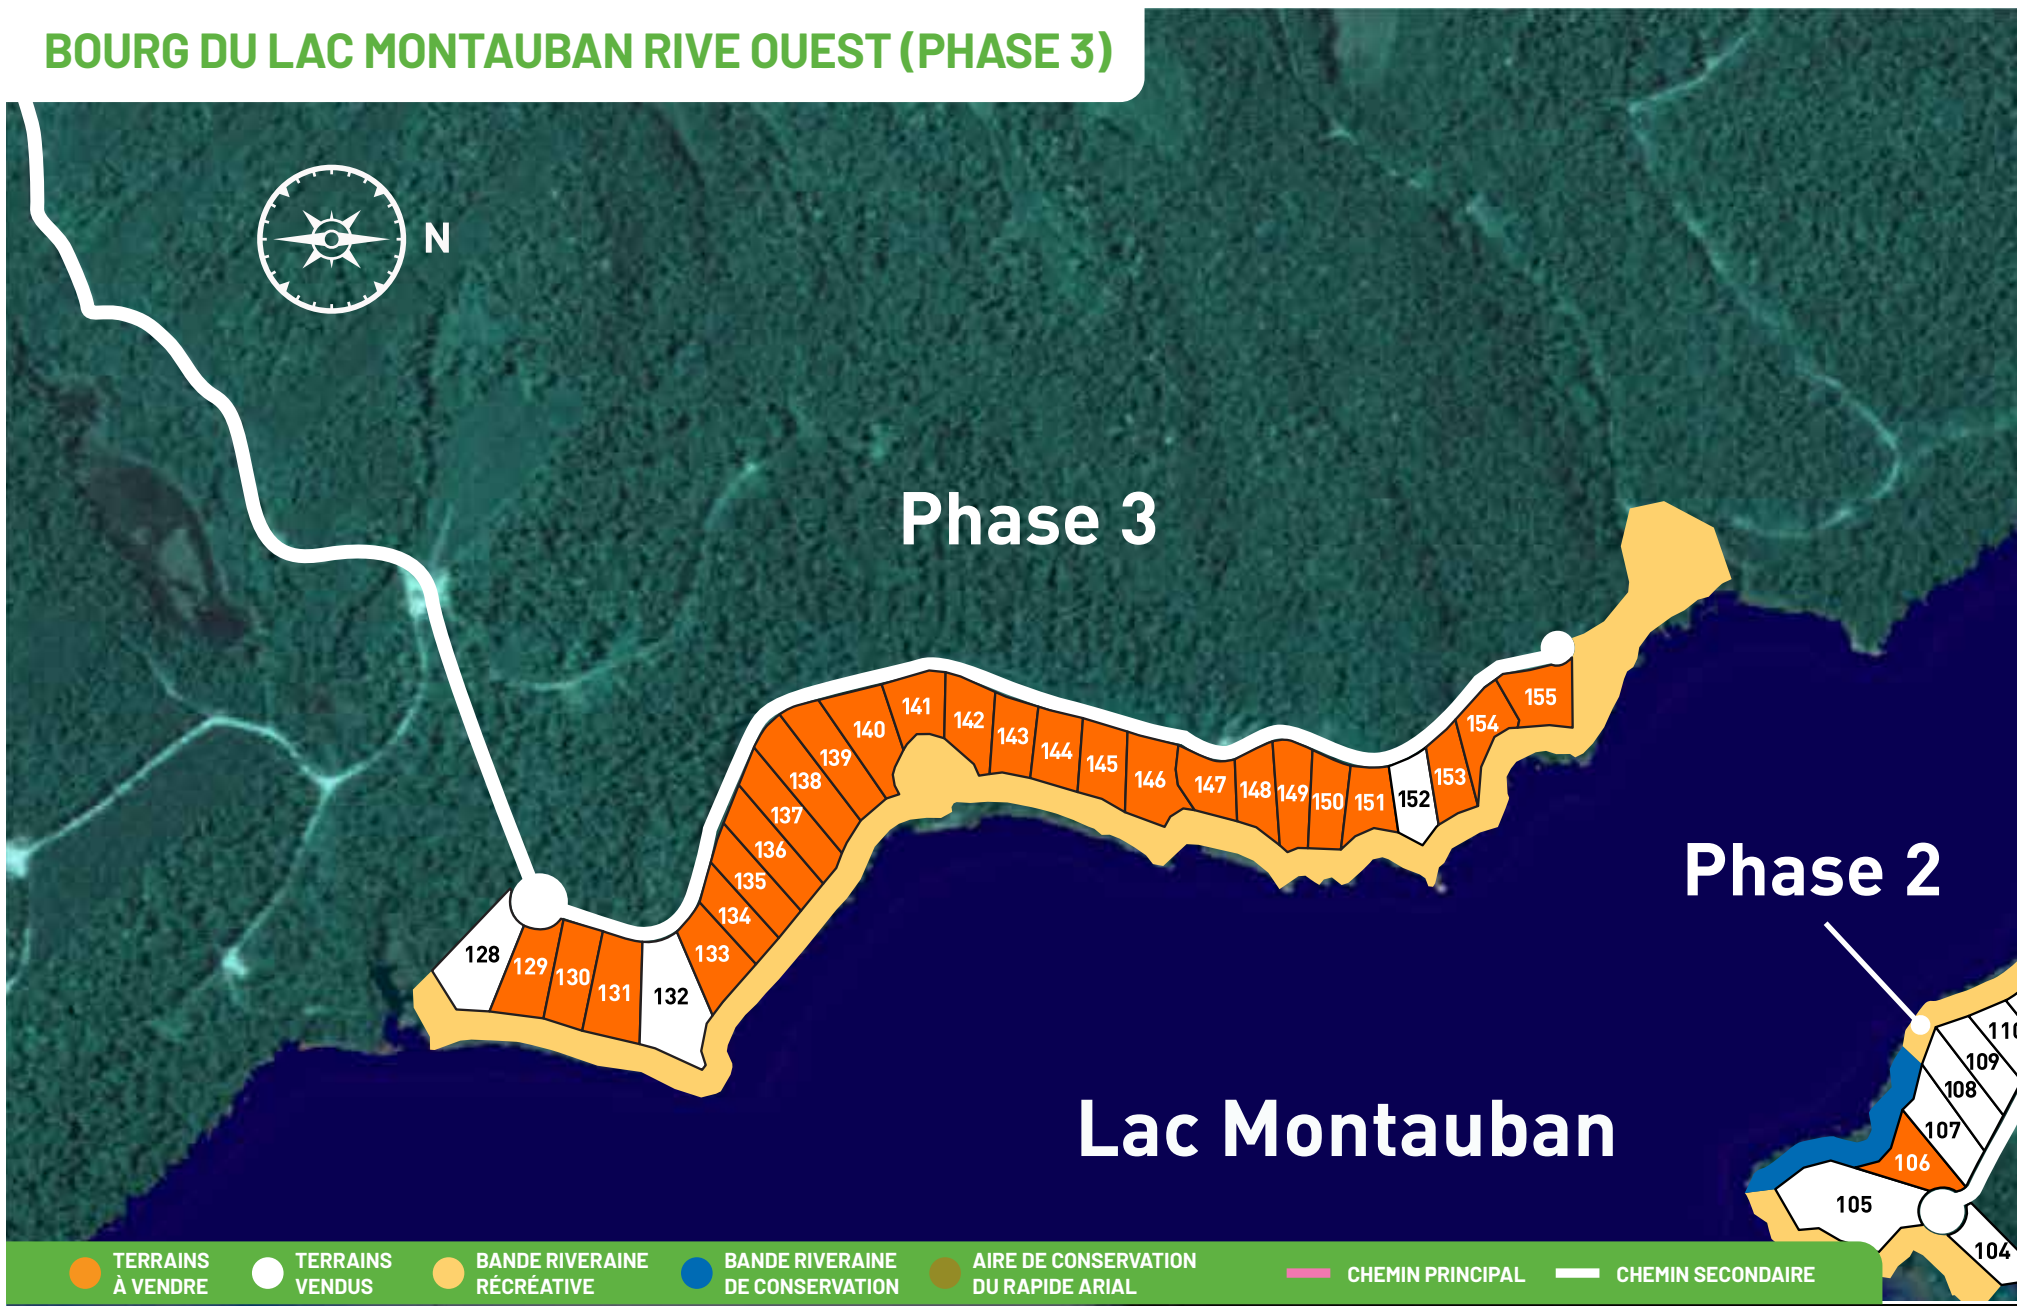 BOURG DU LAC MONTAUBAN RIVE OUEST (PHASE 3)
N
Phase 3
128
129
130
131
132
133
134
135
136
137
138
139
140
141
142
143
144
145
146
147
148
149
150
151
152
153
154
155
Phase 2
Lac Montauban
110
109
108
107
106
105
104
TERRAINS
À VENDRE
TERRAINS
VENDUS
BANDE RIVERAINE
RÉCRÉATIVE
BANDE RIVERAINE
DE CONSERVATION
AIRE DE CONSERVATION
DU RAPIDE ARIAL
CHEMIN PRINCIPAL
CHEMIN SECONDAIRE